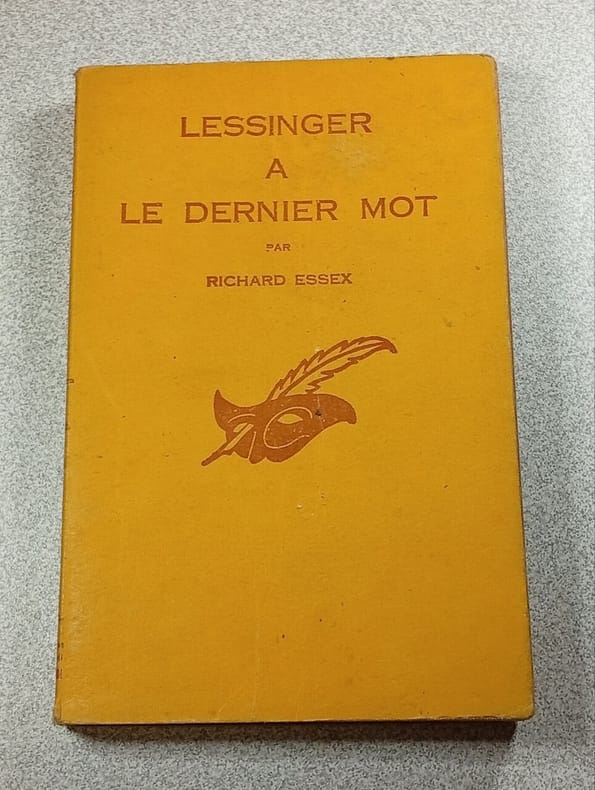 LESSINGER
A
LE DERNIER MOT
PAR
RICHARD ESSEX